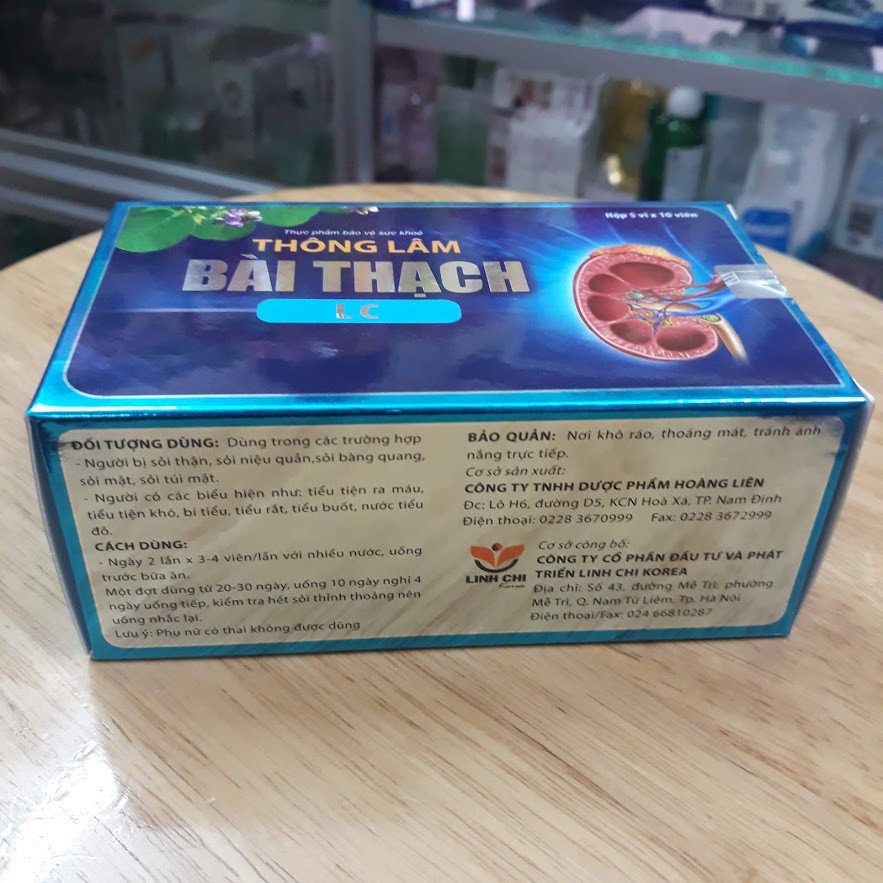 Thực phẩm bảo vệ sức khoẻ
Hộp 5 vỉ x 10 viên
THÔNG LÂM
BÀI THẠCH
LC
ĐỐI TƯỢNG DÙNG: Dùng trong các trường hợp
- Người bị sỏi thận, sỏi niệu quản,sỏi bàng quang,
sỏi mật, sỏi túi mật.
- Người có các biểu hiện như: tiểu tiện ra máu,
tiểu tiện khó, bí tiểu, tiểu rắt, tiểu buốt, nước tiểu
đỏ.
CÁCH DÙNG:
- Ngày 2 lần x 3-4 viên/lần với nhiều nước, uống
trước bữa ăn.
Một đợt dùng từ 20-30 ngày, uống 10 ngày nghỉ 4
ngày uống tiếp, kiểm tra hết sỏi thỉnh thoảng nên
uống nhắc lại.
Lưu ý: Phụ nữ có thai không được dùng
BẢO QUẢN: Nơi khô ráo, thoáng mát, tránh ánh
nắng trực tiếp.
Cơ sở sản xuất:
CÔNG TY TNHH DƯỢC PHẨM HOÀNG LIÊN
Đc: Lô H6, đường D5, KCN Hoà Xá, TP. Nam Định
Điện thoại: 0228 3670999 Fax: 0228 3672999
LINH CHI
Korea
Cơ sở công bố:
CÔNG TY CỔ PHẦN ĐẦU TƯ VÀ PHÁT
TRIỂN LINH CHI KOREA
Địa chỉ: Số 43, đường Mễ Trì, phường
Mễ Trì, Q. Nam Từ Liêm, Tp. Hà Nội
Điện thoại/Fax: 024 66810287